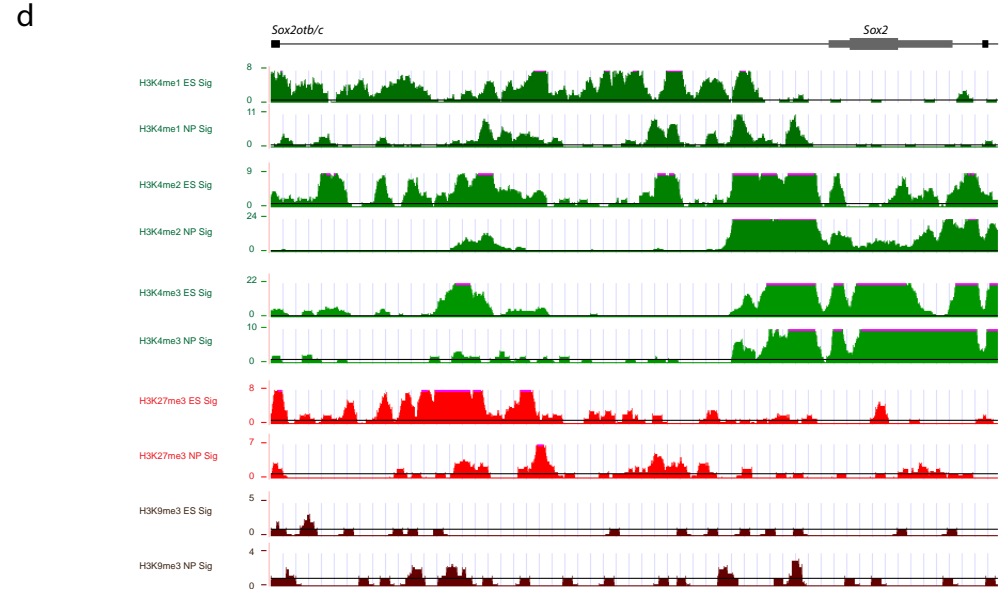 d
Sox2otb/c Sox2
8
H3K4me1 ES Sig
0
11
H3K4me1 NP Sig
0
9
H3K4me2 ES Sig
0
24
H3K4me2 NP Sig
0
22
H3K4me3 ES Sig
0
10
H3K4me3 NP Sig
0
8
H3K27me3 ES Sig
0
7
H3K27me3 NP Sig
0
5
H3K9me3 ES Sig
0
4
H3K9me3 NP Sig
0